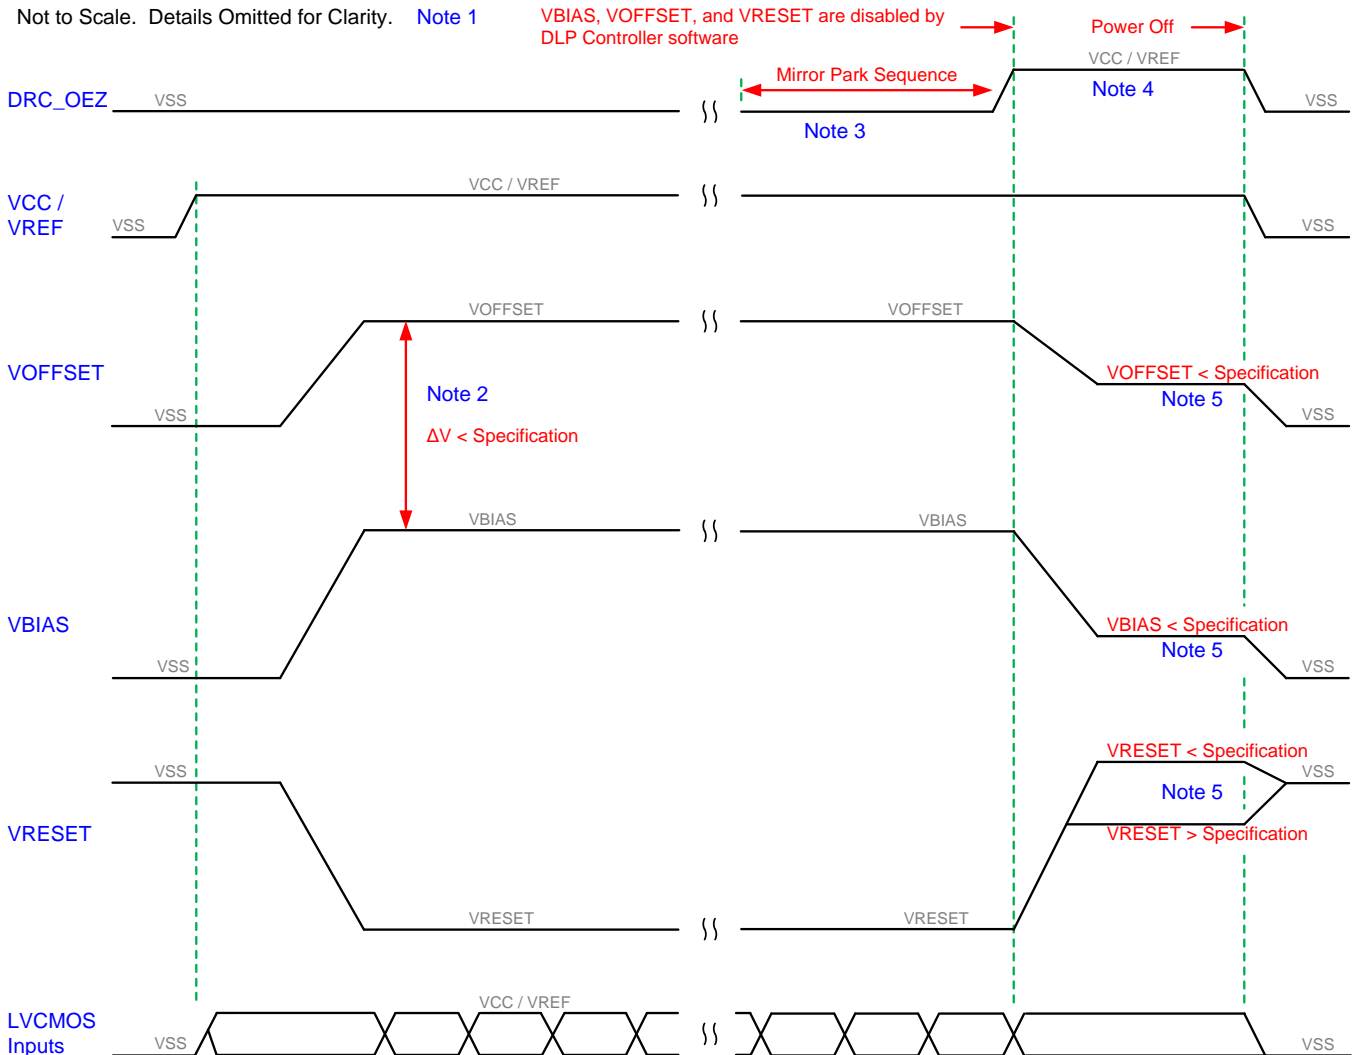 Not to Scale.  Details Omitted for Clarity. Note 1
VBIAS, VOFFSET, and VRESET are disabled by
DLP Controller software
Power Off
VCC / VREF
Mirror Park Sequence
DRC_OEZ
VSS
Note 4
VSS
Note 3
VCC / VREF
VCC /
VREF
VSS
VSS
VOFFSET
VOFFSET
VOFFSET
VOFFSET < Specification
Note 2
Note 5
VSS
VSS
ΔV < Specification
VBIAS
VBIAS
VBIAS
VBIAS < Specification
Note 5
VSS
VSS
VRESET < Specification
VSS
VSS
Note 5
VRESET
VRESET > Specification
VRESET
VRESET
VCC / VREF
LVCMOS
Inputs
VSS
VSS